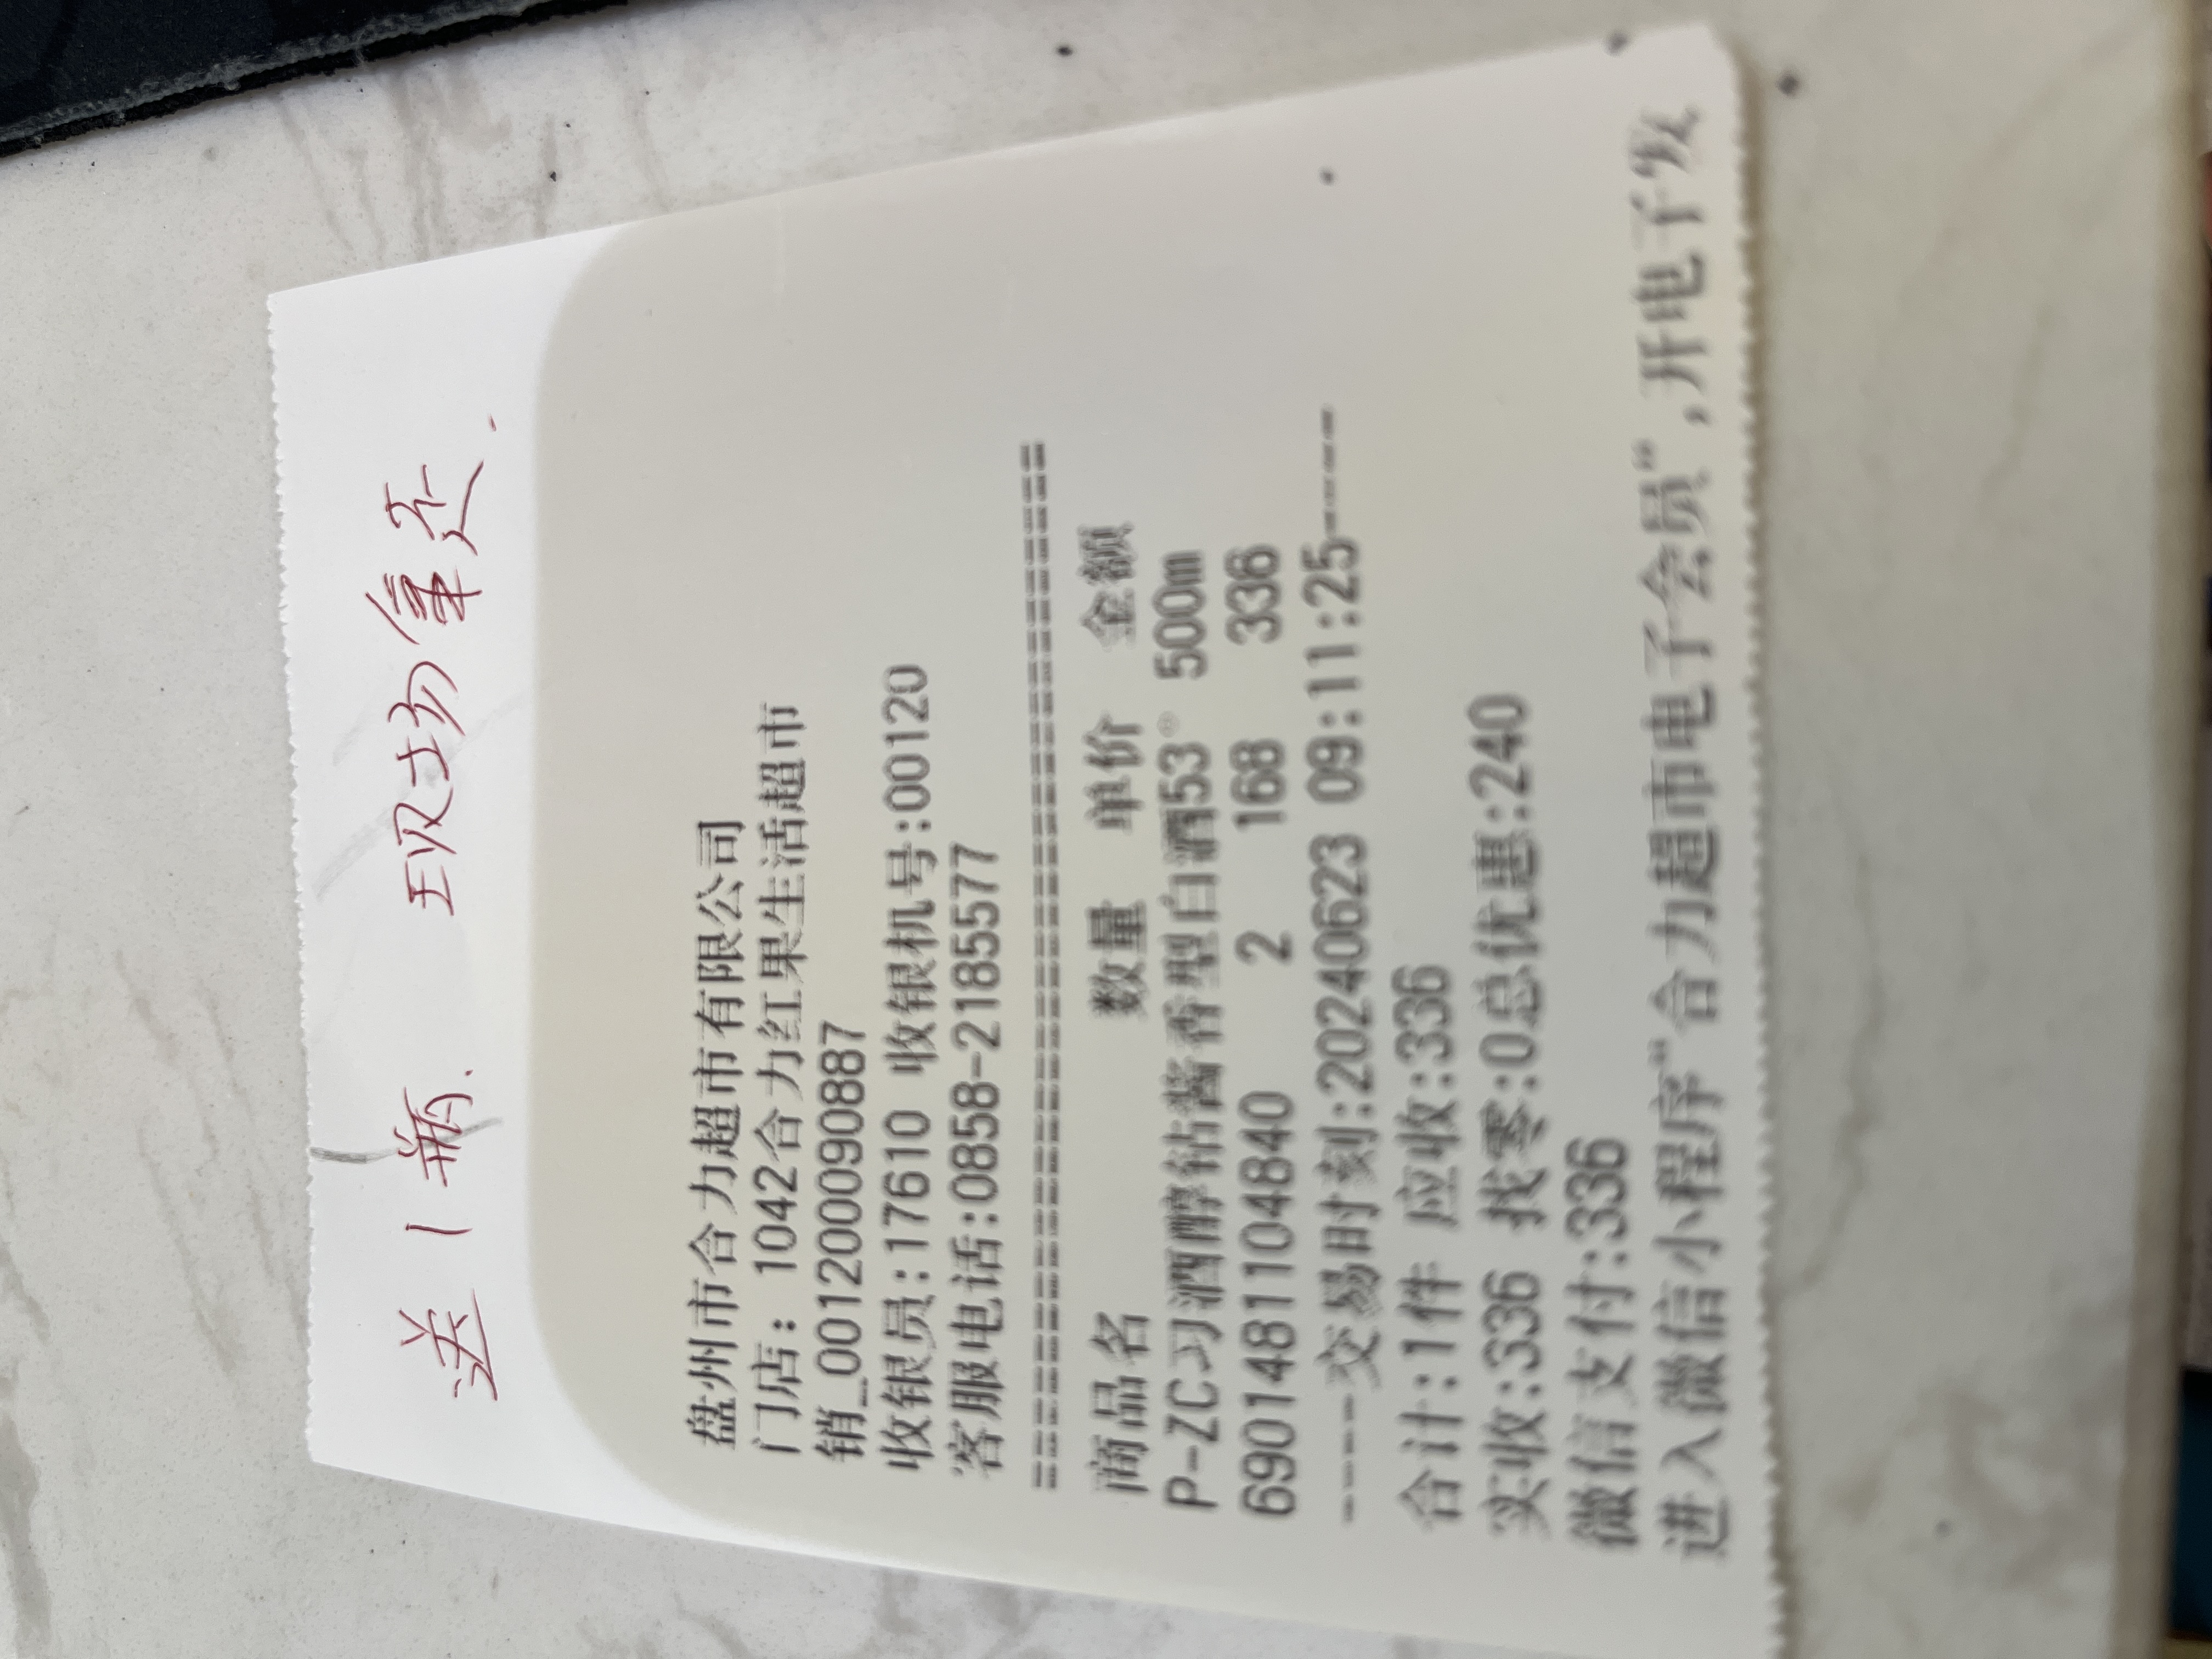 送1瓶. 现场拿走.
盘州市合力超市有限公司
门店: 1042合力红果生活超市
销_0012000090887
收银员:17610 收银机号:00120
客服电话:0858-2185577
==========================================
商品名 数量 单价 金额
P-ZC习酒醇钻酱香型白酒53° 500m
6901481104840 2 168 336
----交易时刻:20240623 09:11:25-----
合计:1件 应收:336
实收:336 找零:0总优惠:240
微信支付:336
进入微信小程序“合力超市电子会员“,开电子发